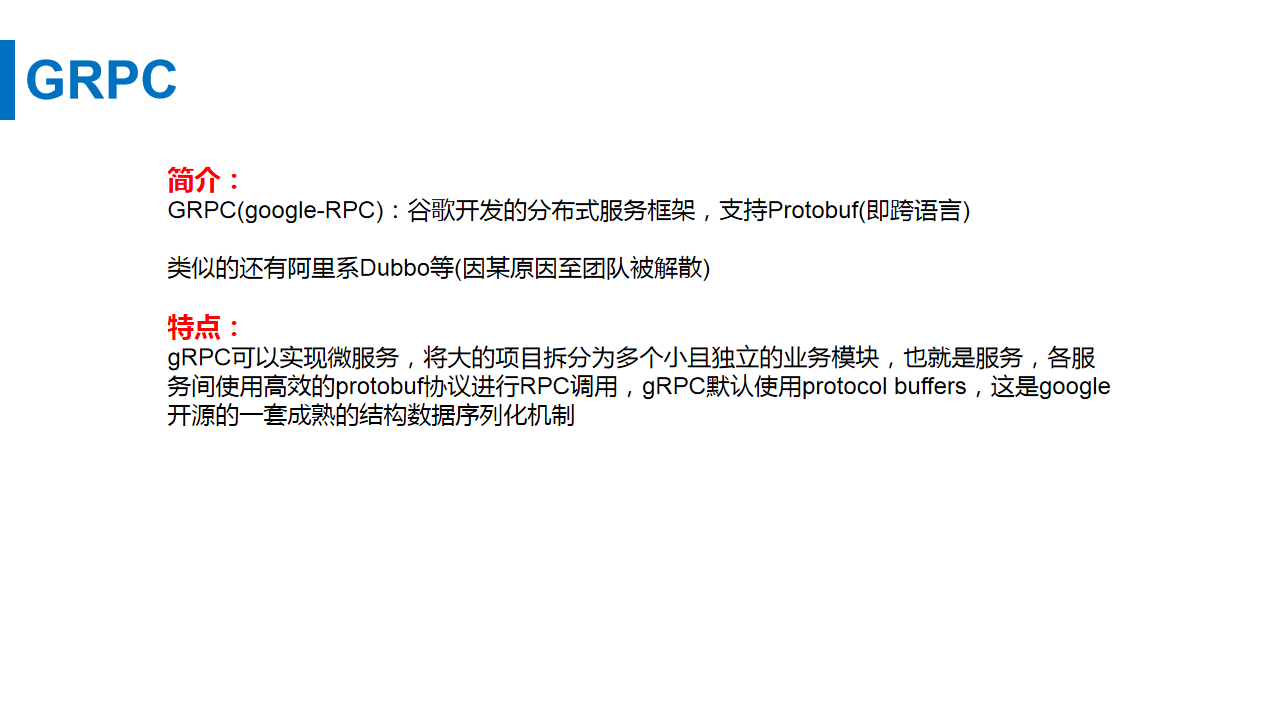 GRPC
简介：
GRPC(google-RPC)：谷歌开发的分布式服务框架，支持Protobuf(即跨语言)
类似的还有阿里系Dubbo等(因某原因至团队被解散)
特点：
gRPC可以实现微服务，将大的项目拆分为多个小且独立的业务模块，也就是服务，各服
务间使用高效的protobuf协议进行RPC调用，gRPC默认使用protocol buffers，这是google
开源的一套成熟的结构数据序列化机制